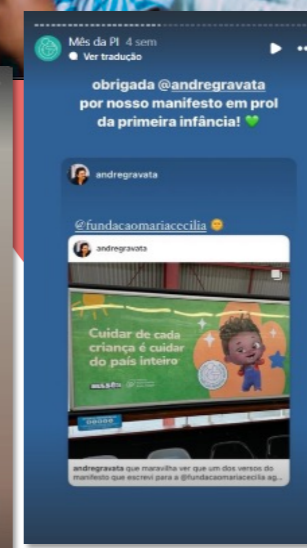 Mês da PI 4 sem
Ver tradução
obrigada @andregravata
por nosso manifesto em prol
da primeira infância!
andregravata
@fundacaomariacecilia
andregravata
Cuidar de cada
criança é cuidar
do país inteiro
andregravata que maravilha ver que um dos versos do
manifesto que escrevi para a @fundacaomariacecilia ag...